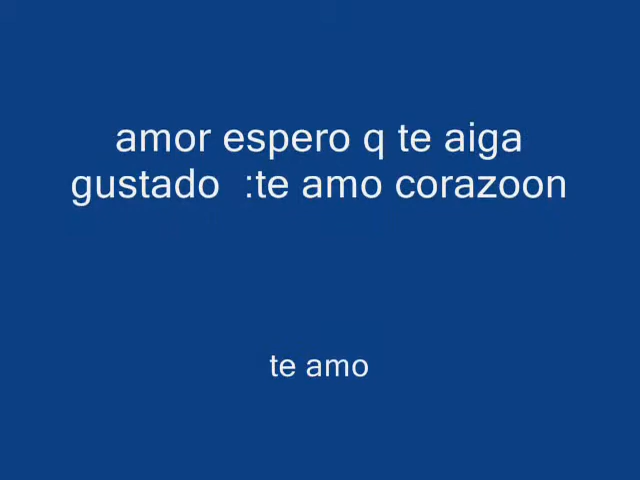 amor espero q te aiga
gustado  :te amo corazoon
te amo